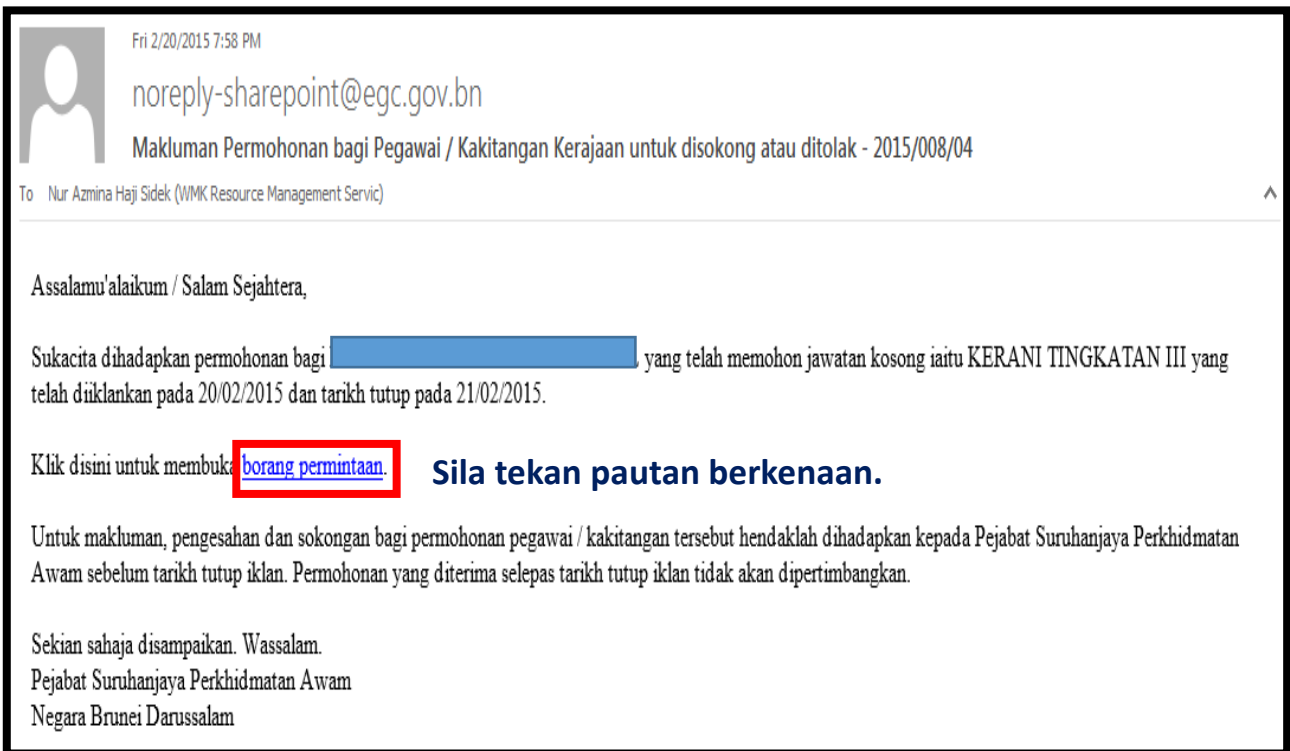 Fri 2/20/2015 7:58 PM
noreply-sharepoint@egc.gov.bn
Makluman Permohonan bagi Pegawai / Kakitangan Kerajaan untuk disokong atau ditolak - 2015/008/04
To Nur Azmina Haji Sidek (WMK Resource Management Servic)
Assalamu'alaikum / Salam Sejahtera,
Sukacita dihadapkan permohonan bagi , yang telah memohon jawatan kosong iaitu KERANI TINGKATAN III yang
telah diiklankan pada 20/02/2015 dan tarikh tutup pada 21/02/2015.
Klik disini untuk membuka borang permintaan. Sila tekan pautan berkenaan.
Untuk makluman, pengesahan dan sokongan bagi permohonan pegawai / kakitangan tersebut hendaklah dihadapkan kepada Pejabat Suruhanjaya Perkhidmatan
Awam sebelum tarikh tutup iklan. Permohonan yang diterima selepas tarikh tutup iklan tidak akan dipertimbangkan.
Sekian sahaja disampaikan. Wassalam.
Pejabat Suruhanjaya Perkhidmatan Awam
Negara Brunei Darussalam